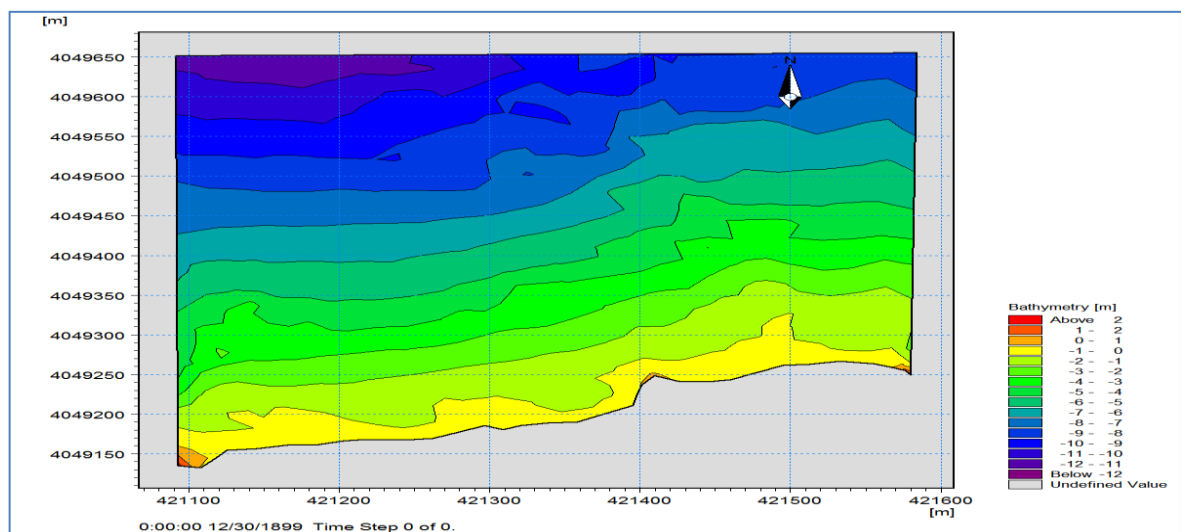 [m]
4049650
4049600
4049550
4049500
4049450
4049400
4049350
4049300
4049250
4049200
4049150
N
421100 421200 421300 421400 421500 421600
[m]
0:00:00 12/30/1899 Time Step 0 of 0.
Bathymetry [m]
Above 2
1 - 2
0 - 1
-1 - 0
-2 - -1
-3 - -2
-4 - -3
-5 - -4
-6 - -5
-7 - -6
-8 - -7
-9 - -8
-10 - -9
-11 - -10
-12 - -11
Below -12
Undefined Value